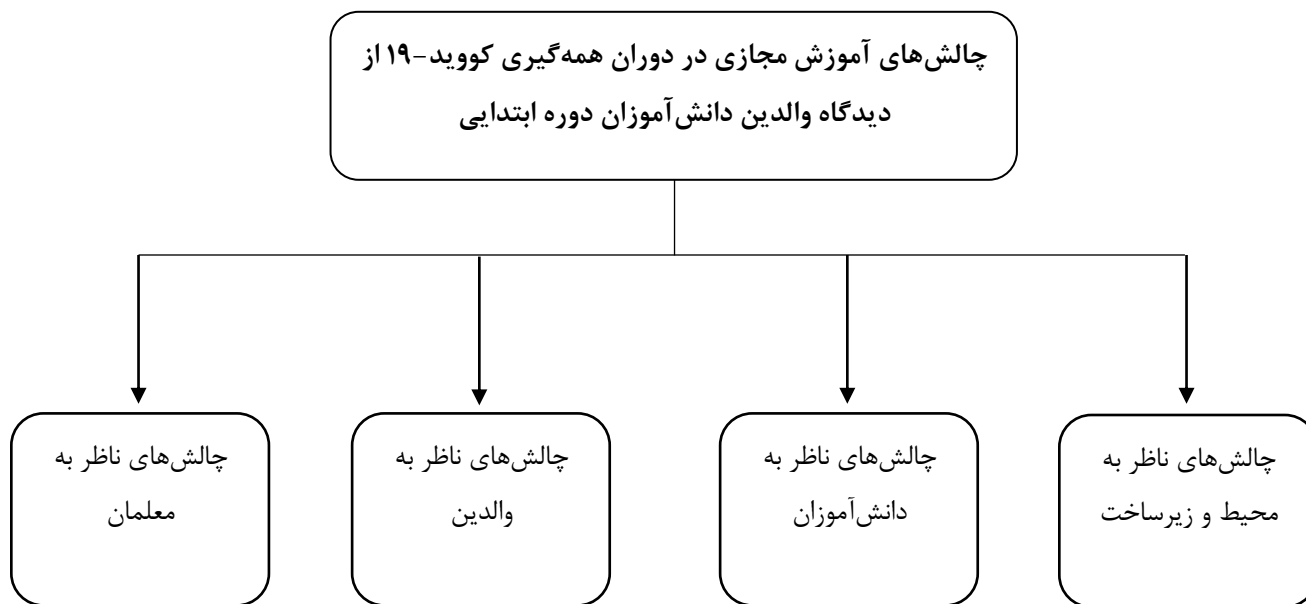 چالش‌های آموزش مجازی در دوران همه‌گیری کووید-۱۹ از
دیدگاه والدین دانش‌آموزان دوره ابتدایی
چالش‌های ناظر به
محیط و زیرساخت
چالش‌های ناظر به
دانش‌آموزان
چالش‌های ناظر به
والدین
چالش‌های ناظر به
معلمان